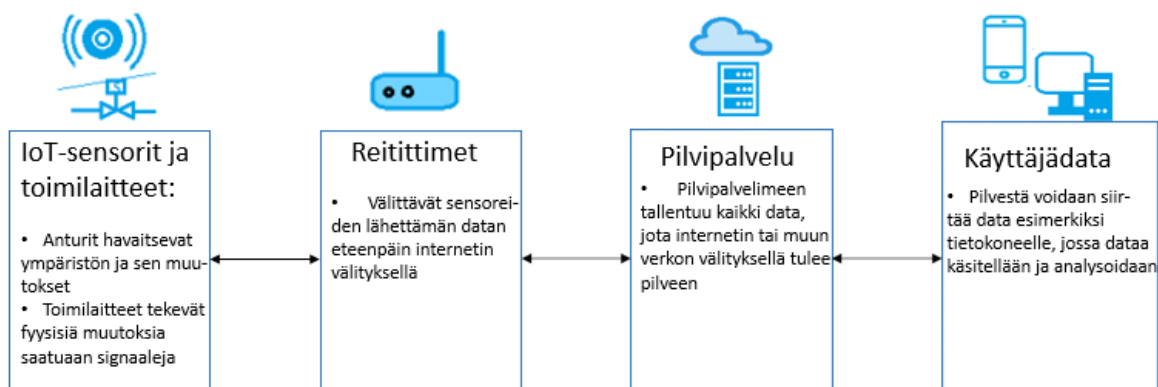 IoT-sensorit ja
toimilaitteet:
• Anturit havaitsevat
ympäristön ja sen muu-
tokset
• Toimilaitteet tekevät
fyysisiä muutoksia
saatuaan signaaleja
Reitittimet
• Välittävät sensorei-
den lähettämän datan
eteenpäin internetin
välityksellä
Pilvipalvelu
• Pilvipalvelimeen
tallentuu kaikki data,
jota internetin tai muun
verkon välityksellä tulee
pilveen
Käyttäjädata
• Pilvestä voidaan siir-
tää data esimerkiksi
tietokoneelle, jossa dataa
käsitellään ja analysoidaan